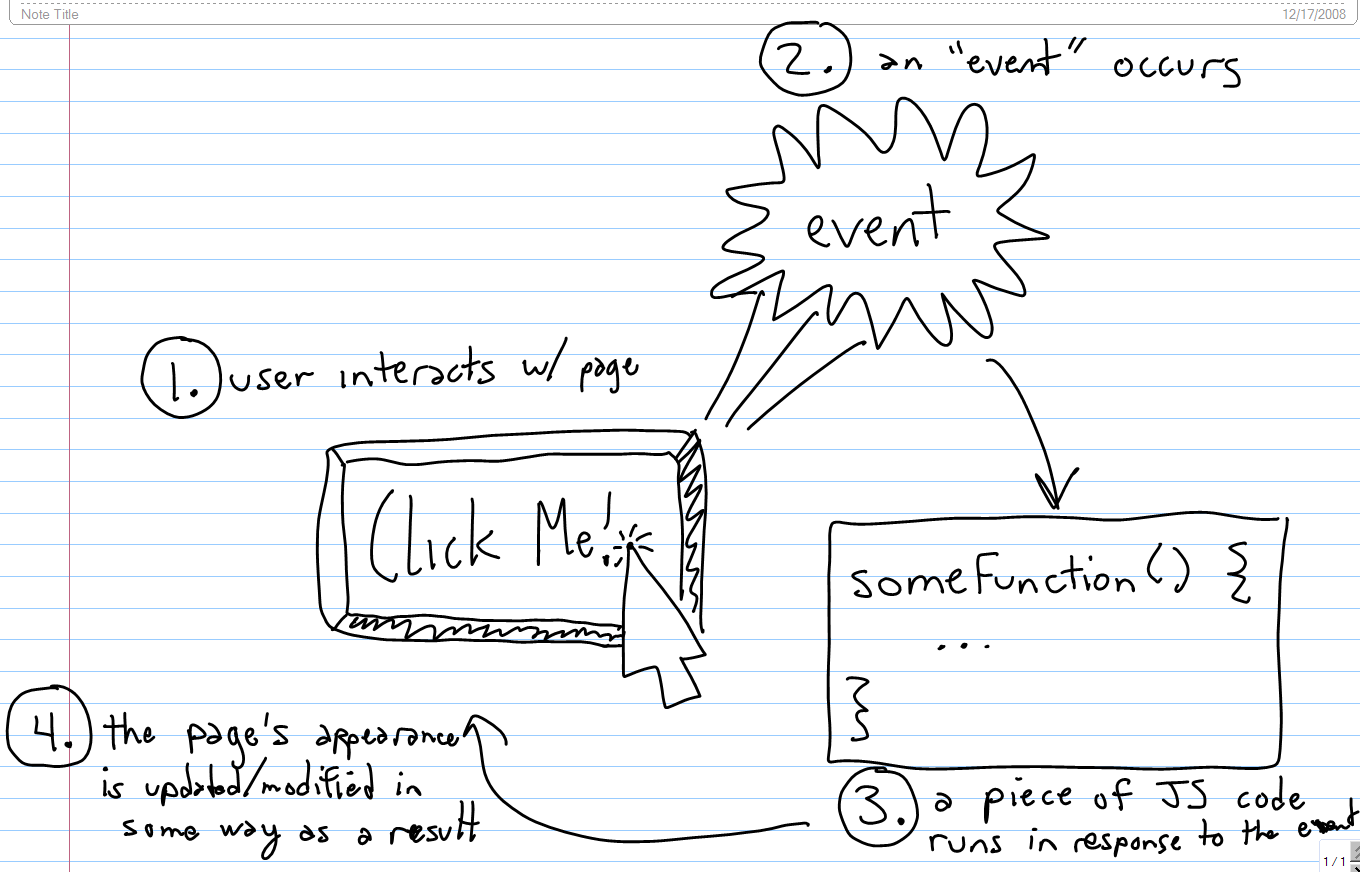 Note Title
12/17/2008
2. an "event" occurs
event
1. user interacts w/ page
Click Me!
someFunction() {
...
}
4. the page's appearance
is updated/modified in
some way as a result
3. a piece of JS code
runs in response to the event
1 / 1